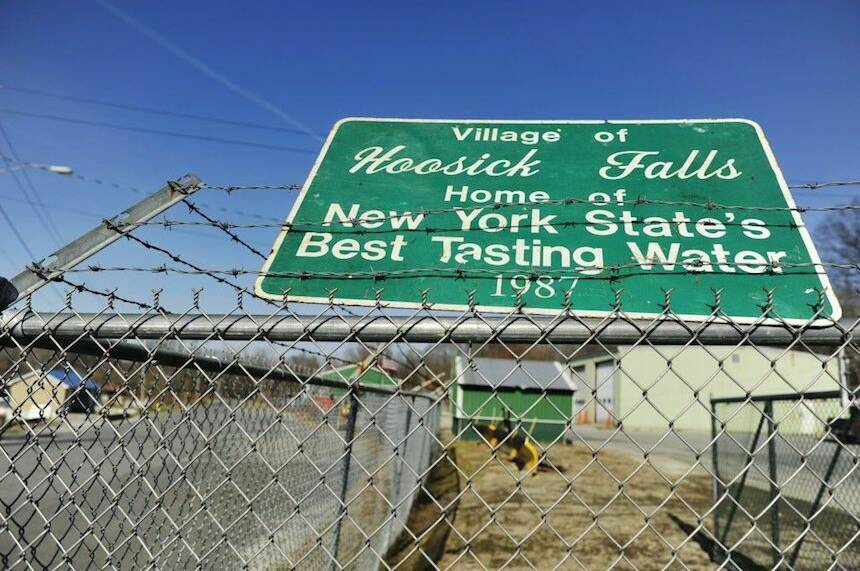 Village of
Hoosick Falls
Home of
New York State's
Best Tasting Water
1987